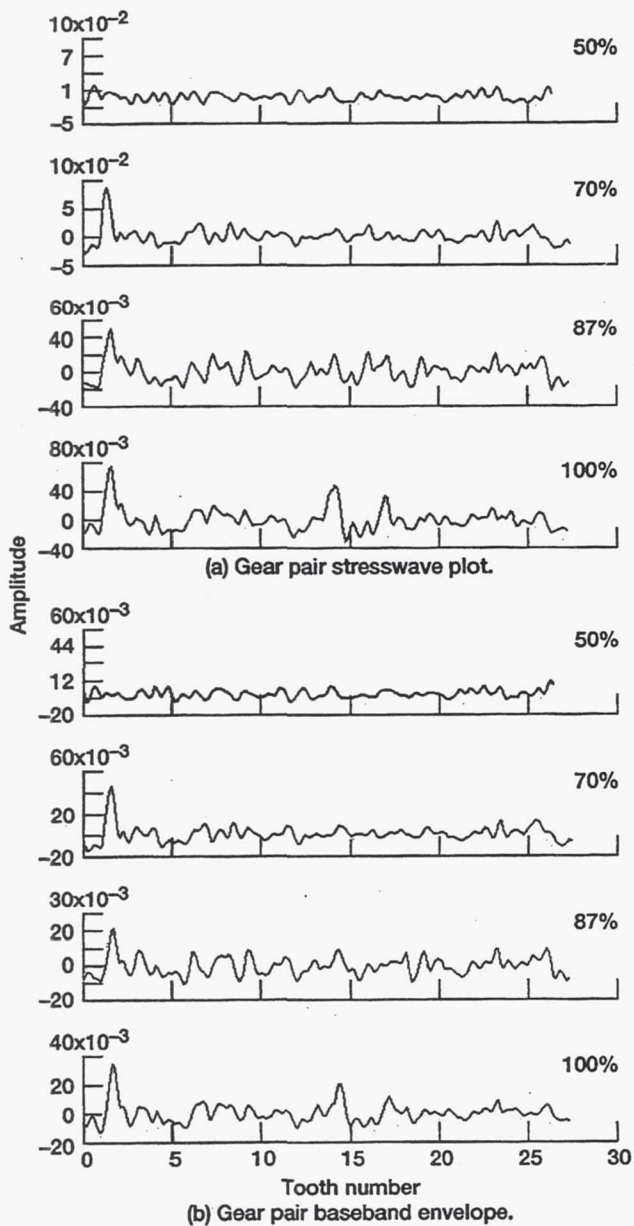 10x10⁻²
50%
7
1
−5
10x10⁻²
70%
5
0
−5
60x10⁻³
87%
40
0
−40
80x10⁻³
100%
40
0
−40
(a) Gear pair stresswave plot.
Amplitude
60x10⁻³
50%
44
12
−20
60x10⁻³
70%
20
−20
30x10⁻³
87%
20
0
−20
40x10⁻³
100%
20
0
−20
0 5 10 15 20 25 30
Tooth number
(b) Gear pair baseband envelope.